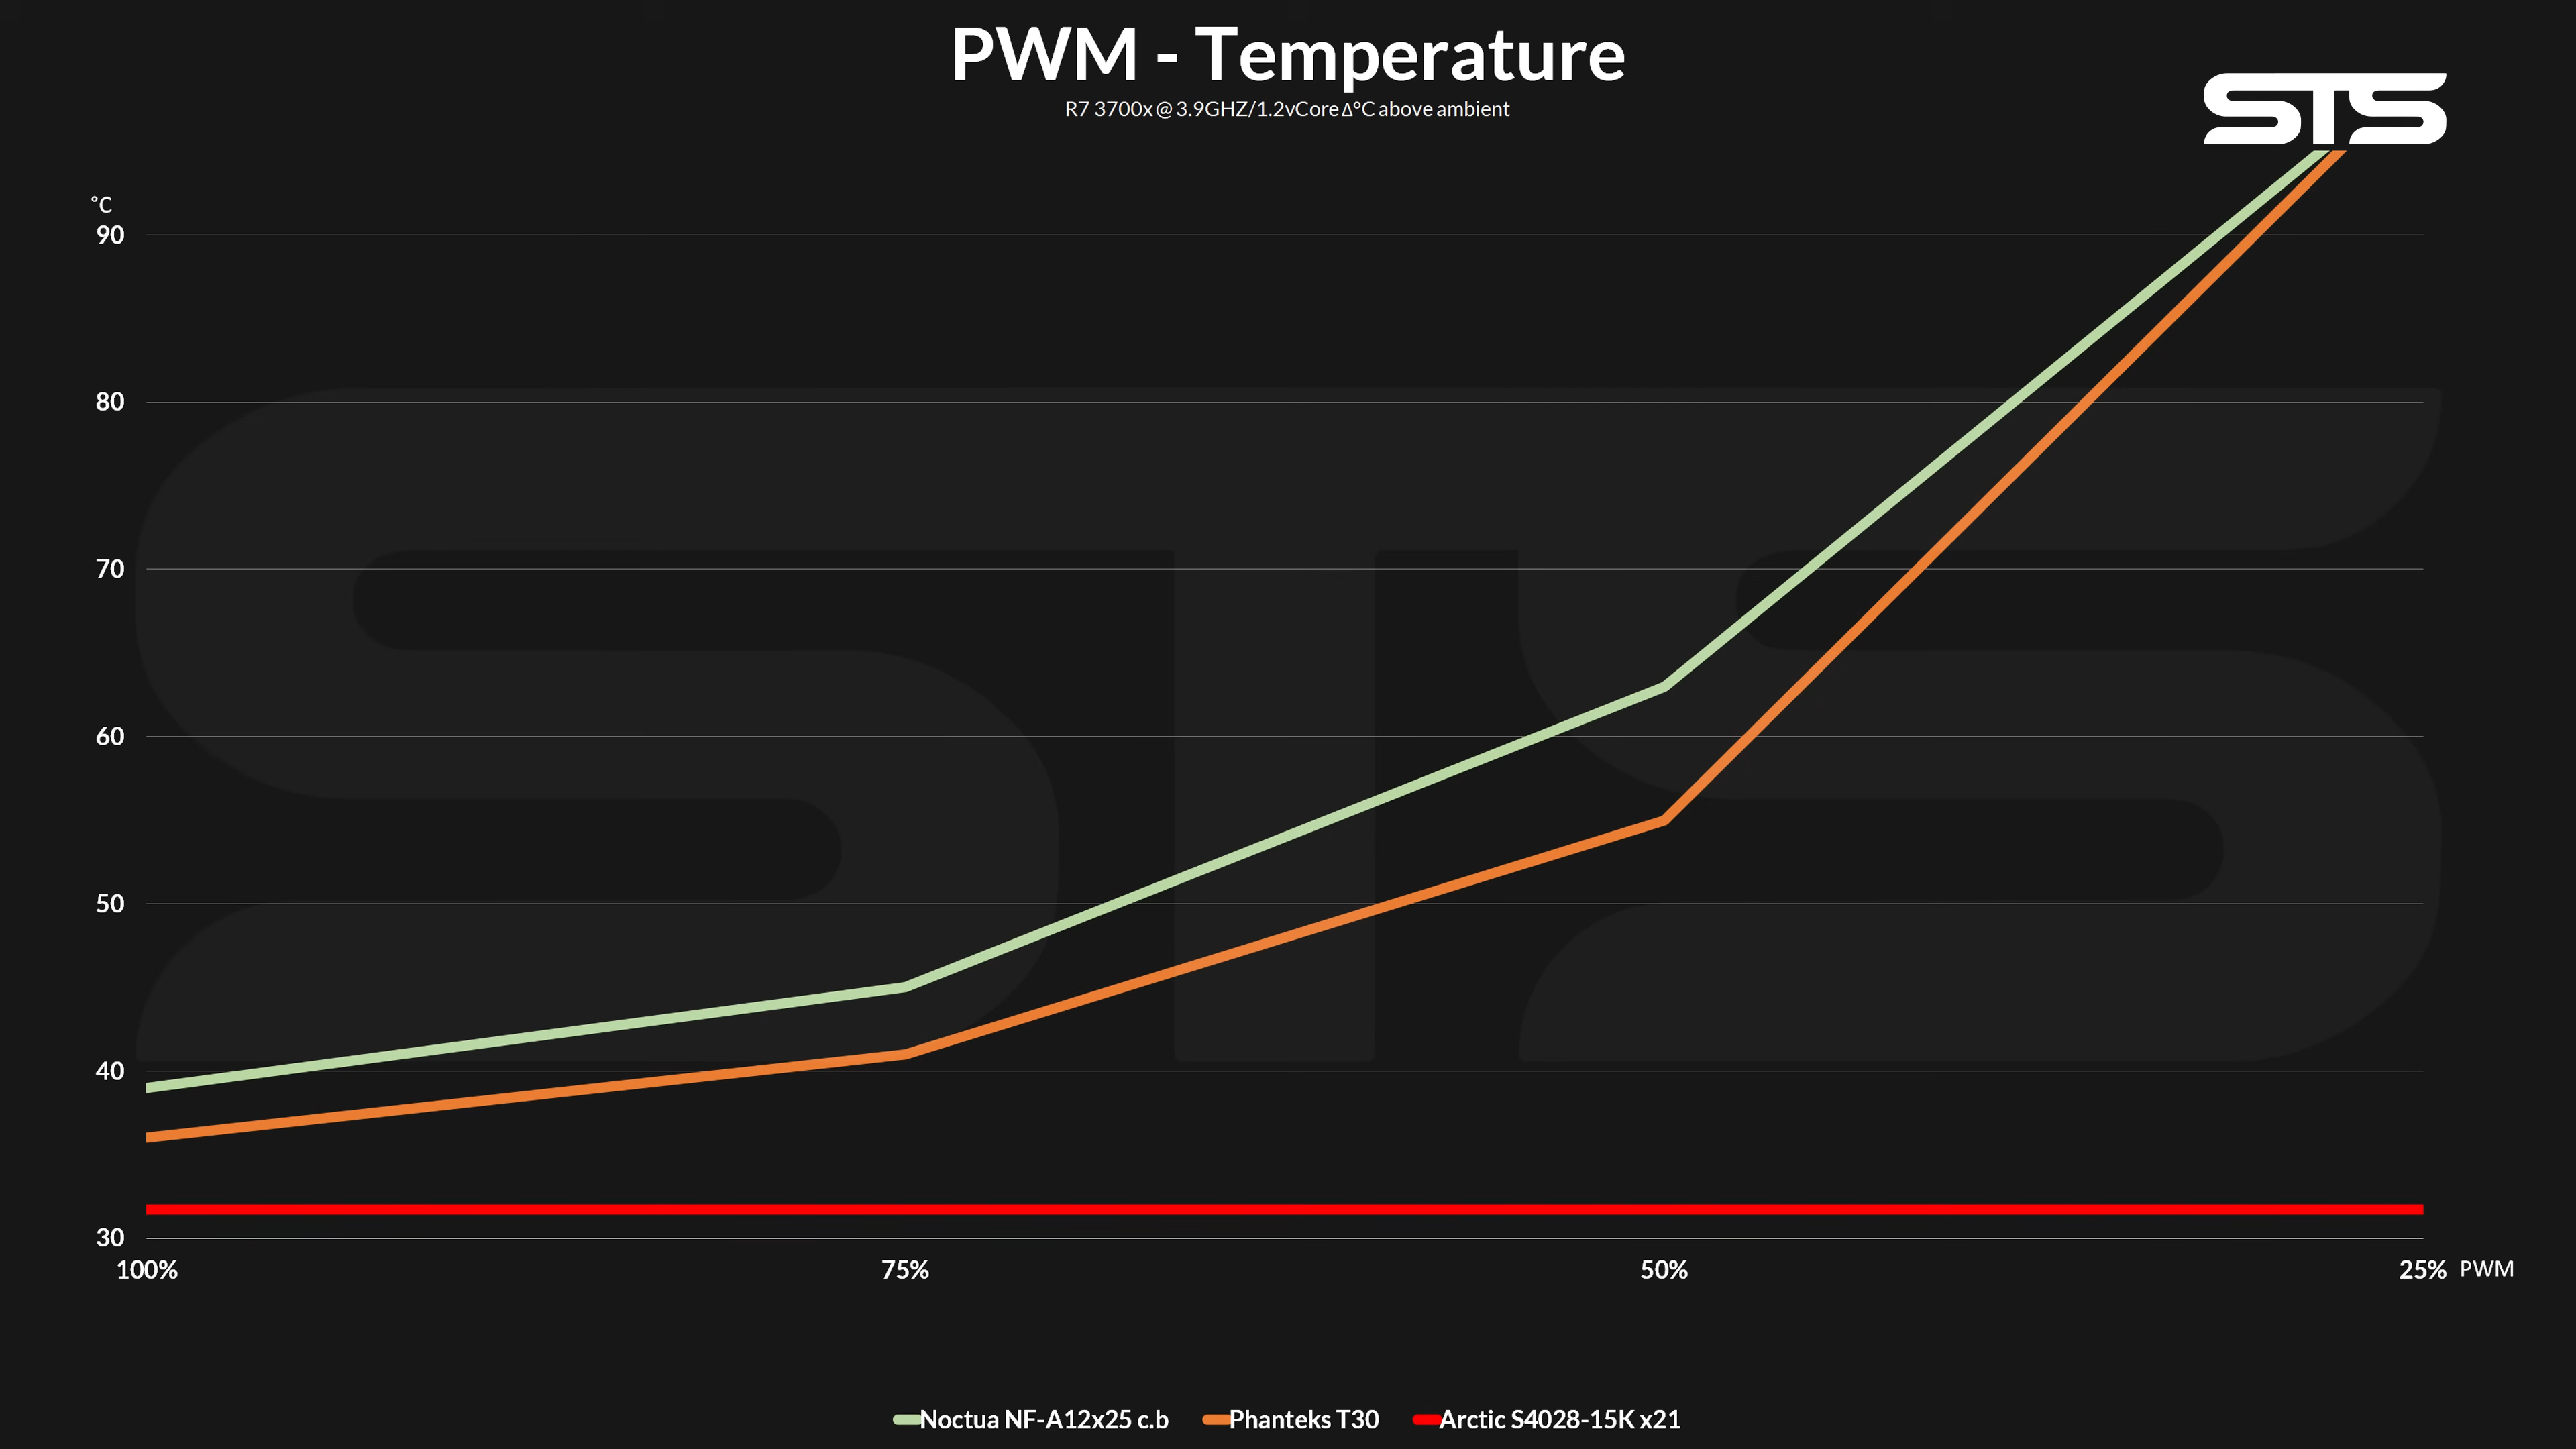 PWM - Temperature
R7 3700x@3.9GHZ/1.2vCore Δ°C above ambient
STS
°C
90
80
70
60
50
40
30
100% 75% 50% 25% PWM
Noctua NF-A12x25 c.b Phanteks T30 Arctic S4028-15K x21